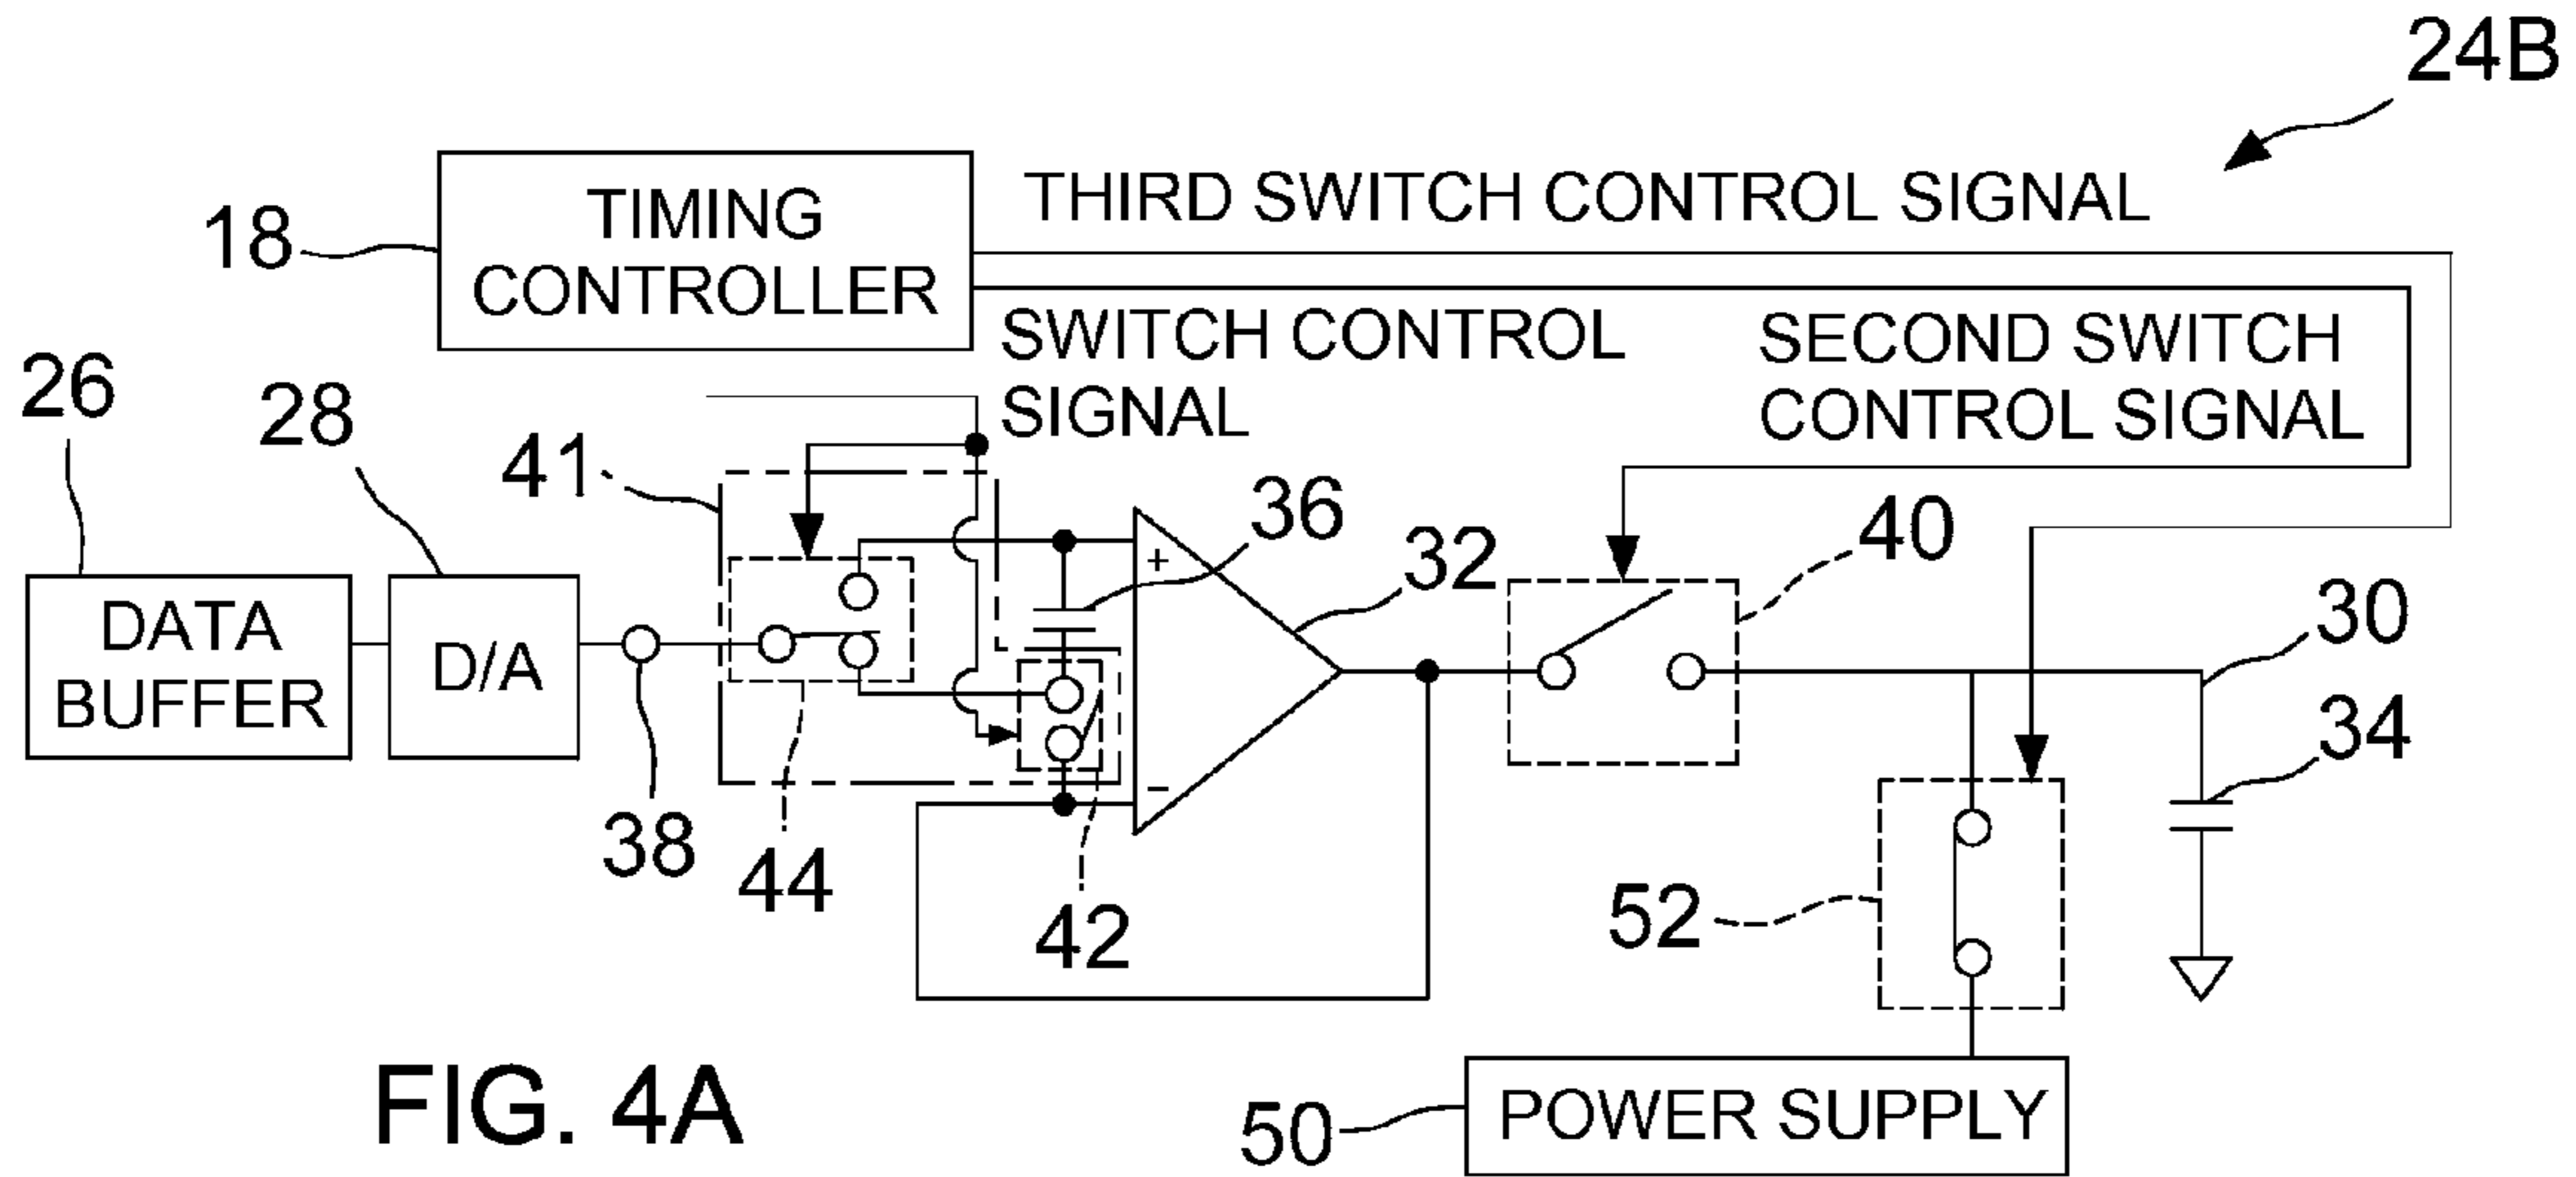 24B
THIRD SWITCH CONTROL SIGNAL
TIMING
CONTROLLER
18
SWITCH CONTROL
SIGNAL
SECOND SWITCH
CONTROL SIGNAL
26
28
41
36
32
40
30
34
DATA
BUFFER
D/A
+
−
38
44
42
52
POWER SUPPLY
50
FIG. 4A